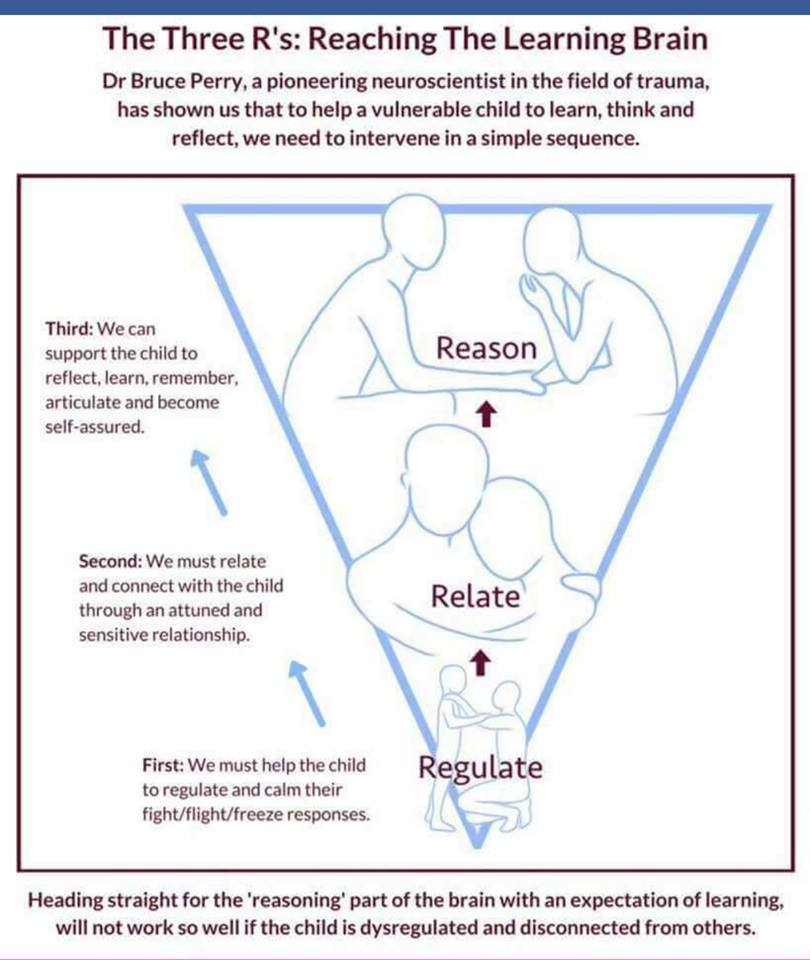 The Three R's: Reaching The Learning Brain
Dr Bruce Perry, a pioneering neuroscientist in the field of trauma,
has shown us that to help a vulnerable child to learn, think and
reflect, we need to intervene in a simple sequence.
Third: We can
support the child to
reflect, learn, remember,
articulate and become
self-assured.
Reason
Second: We must relate
and connect with the child
through an attuned and
sensitive relationship.
Relate
First: We must help the child
to regulate and calm their
fight/flight/freeze responses.
Regulate
Heading straight for the 'reasoning' part of the brain with an expectation of learning,
will not work so well if the child is dysregulated and disconnected from others.